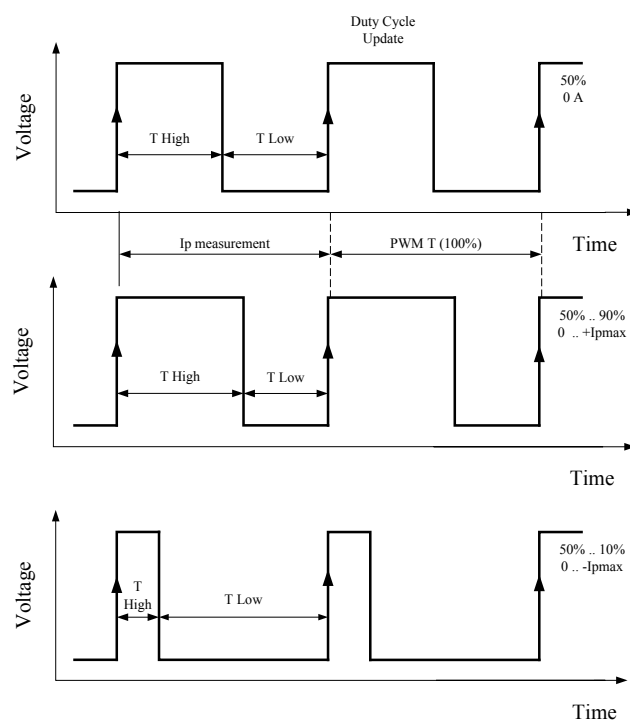 Duty Cycle
Update
Voltage
50%
0 A
T High
T Low
Ip measurement
PWM T (100%)
Time
Voltage
50% .. 90%
0 .. +Ipmax
T High
T Low
Time
Voltage
50% .. 10%
0 .. -Ipmax
T
High
T Low
Time